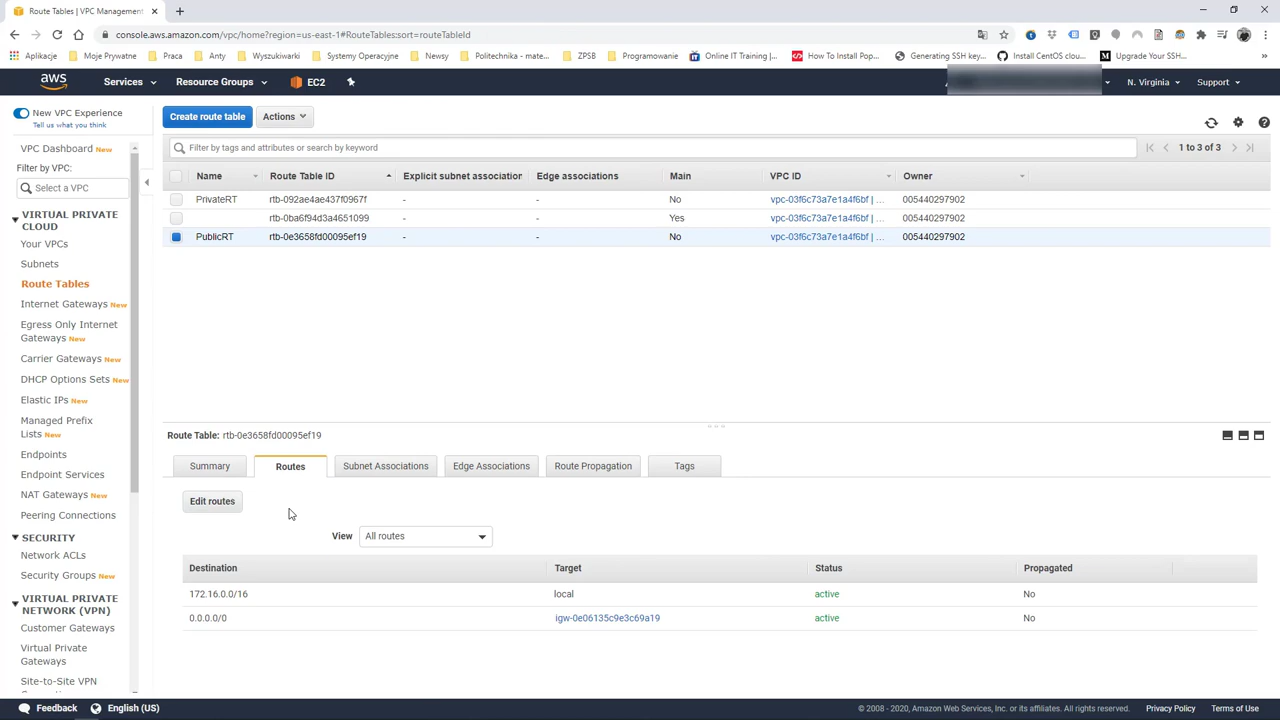 Route Tables | VPC Management
console.aws.amazon.com/vpc/home?region=us-east-1#RouteTables:sort=routeTableId
Aplikacje
Moje Prywatne
Praca
Anty
Wyszukiwarki
Systemy Operacyjne
Newsy
Politechnika - mate...
ZPSB
Programowanie
Online IT Training |...
How To Install Pop...
Generating SSH key...
Install CentOS clou...
Upgrade Your SSH...
aws
Services
Resource Groups
EC2
N. Virginia
Support
New VPC Experience
Tell us what you think
VPC Dashboard New
Filter by VPC:
Select a VPC
VIRTUAL PRIVATE
CLOUD
Your VPCs
Subnets
Route Tables
Internet Gateways New
Egress Only Internet
Gateways New
Carrier Gateways New
DHCP Options Sets New
Elastic IPs New
Managed Prefix
Lists New
Endpoints
Endpoint Services
NAT Gateways New
Peering Connections
SECURITY
Network ACLs
Security Groups New
VIRTUAL PRIVATE
NETWORK (VPN)
Customer Gateways
Virtual Private
Gateways
Site-to-Site VPN
Create route table
Actions
Filter by tags and attributes or search by keyword
1 to 3 of 3
Name Route Table ID Explicit subnet association Edge associations Main VPC ID Owner
PrivateRT rtb-092ae4ae437f0967f - - No vpc-03f6c73a7e1a4f6bf | ... 005440297902
rtb-0ba6f94d3a4651099 - - Yes vpc-03f6c73a7e1a4f6bf | ... 005440297902
PublicRT rtb-0e3658fd00095ef19 - - No vpc-03f6c73a7e1a4f6bf | ... 005440297902
Route Table: rtb-0e3658fd00095ef19
Summary
Routes
Subnet Associations
Edge Associations
Route Propagation
Tags
Edit routes
View All routes
Destination Target Status Propagated
172.16.0.0/16 local active No
0.0.0.0/0 igw-0e06135c9e3c69a19 active No
Feedback
English (US)
© 2008 - 2020, Amazon Web Services, Inc. or its affiliates. All rights reserved.
Privacy Policy
Terms of Use